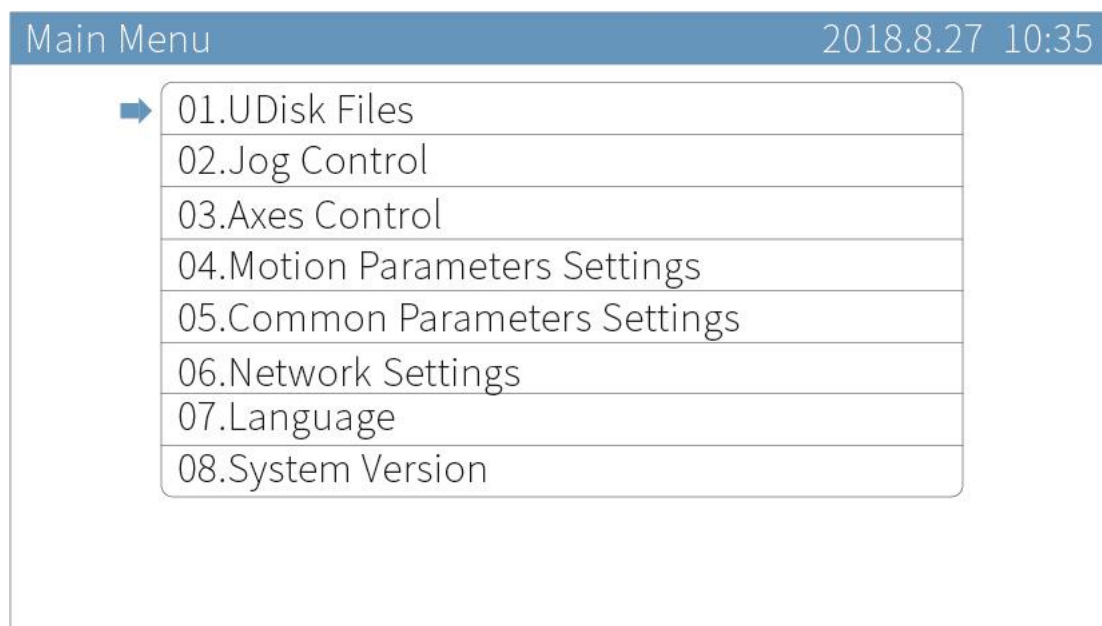 Main Menu 2018.8.27 10:35
01.UDisk Files
02.Jog Control
03.Axes Control
04.Motion Parameters Settings
05.Common Parameters Settings
06.Network Settings
07.Language
08.System Version